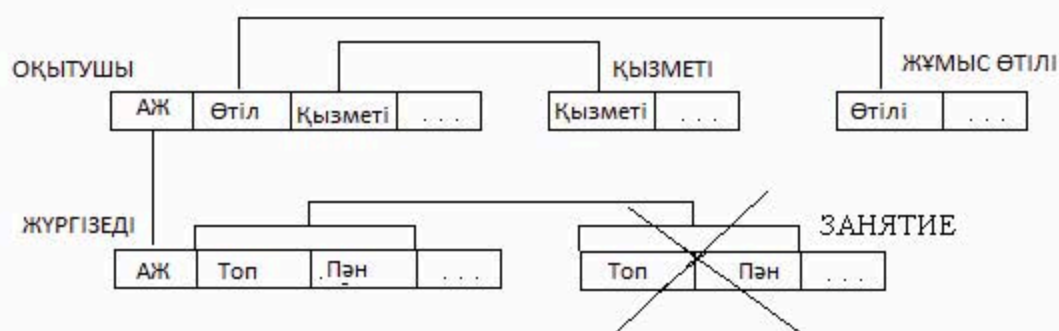 ОҚЫТУШЫ ҚЫЗМЕТІ ЖҰМЫС ӨТІЛІ
АЖ Өтіл Қызметі . . . Қызметі . . . Өтілі . . .
ЖҮРГІЗЕДІ ЗАНЯТИЕ
АЖ Топ Пән . . . Топ Пән . . .